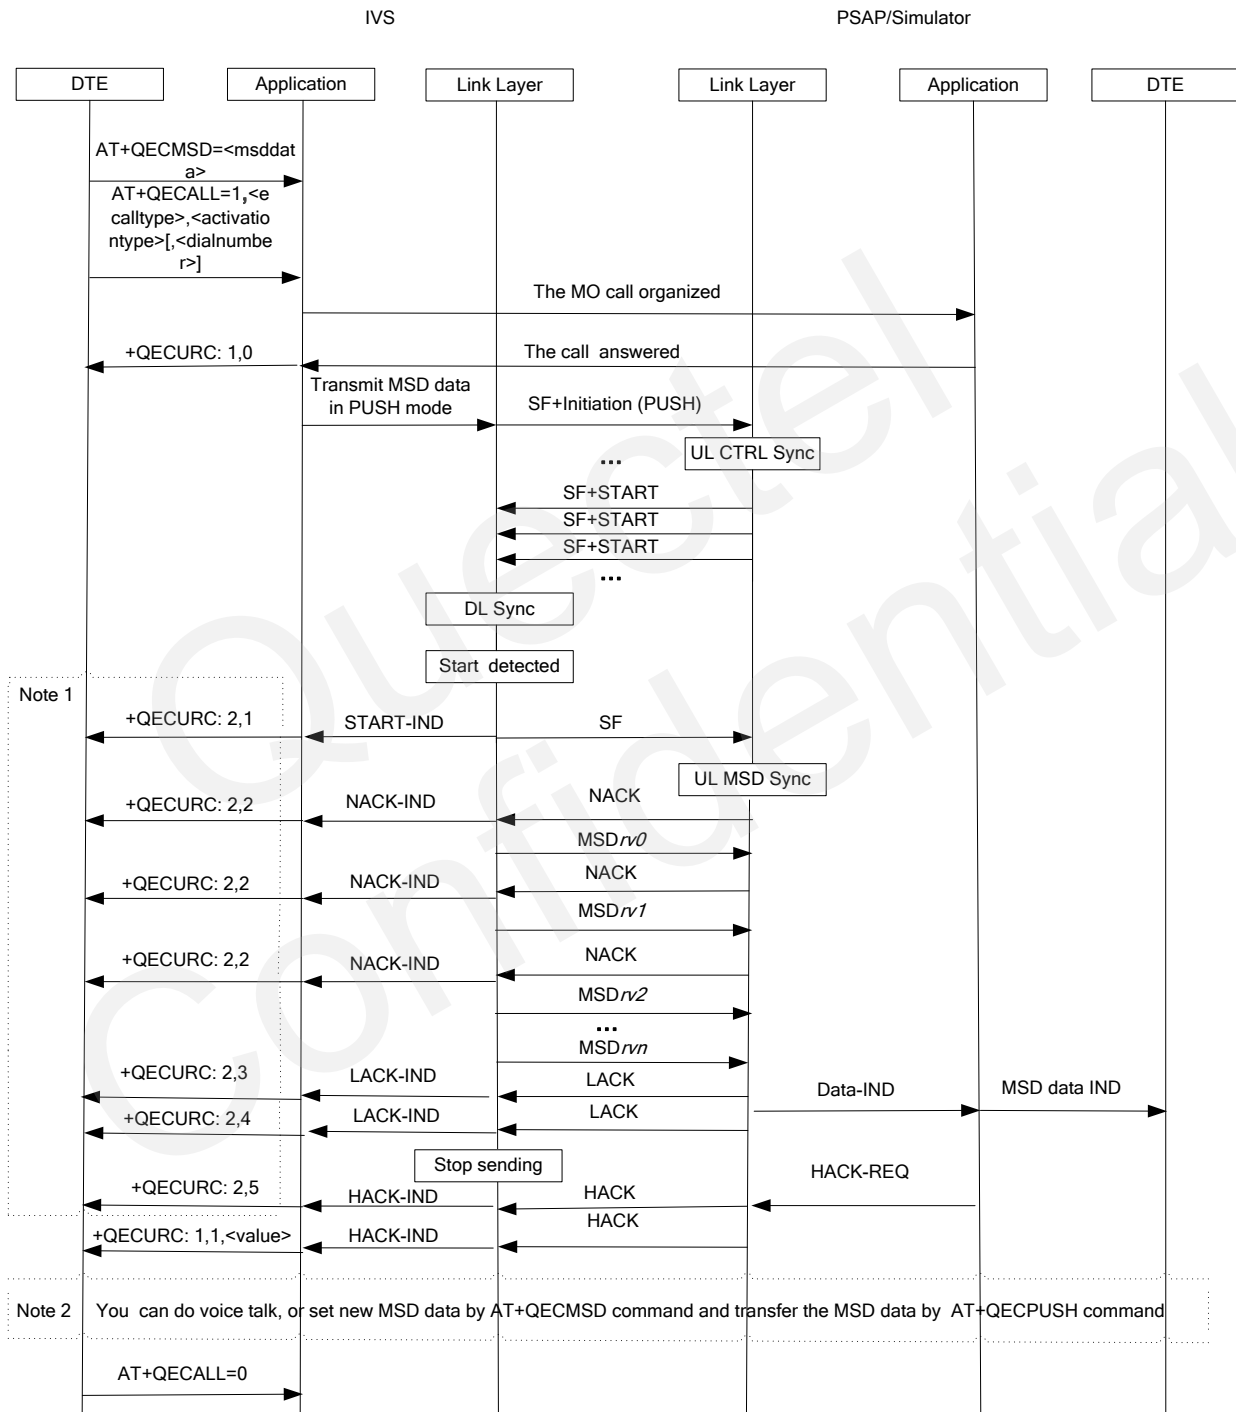 IVS
PSAP/Simulator
DTE
Application
Link Layer
Link Layer
Application
DTE
AT+QECMSD=<msddat
a>
AT+QECALL=1,<e
calltype>,<activatio
ntype>[,<dialnumbe
r>]
The MO call organized
+QECURC: 1,0
The call answered
Transmit MSD data
in PUSH mode
SF+Initiation (PUSH)
UL CTRL Sync
...
SF+START
SF+START
SF+START
...
DL Sync
Start detected
Note 1
+QECURC: 2,1
START-IND
SF
UL MSD Sync
+QECURC: 2,2
NACK-IND
NACK
MSDrv0
+QECURC: 2,2
NACK-IND
NACK
MSDrv1
+QECURC: 2,2
NACK-IND
NACK
MSDrv2
...
MSDrvn
+QECURC: 2,3
LACK-IND
LACK
Data-IND
MSD data IND
+QECURC: 2,4
LACK-IND
LACK
Stop sending
HACK-REQ
+QECURC: 2,5
HACK-IND
HACK
+QECURC: 1,1,<value>
HACK-IND
HACK
Note 2
You can do voice talk, or set new MSD data by AT+QECMSD command and transfer the MSD data by AT+QECPUSH command
AT+QECALL=0
Quectel
Confidential